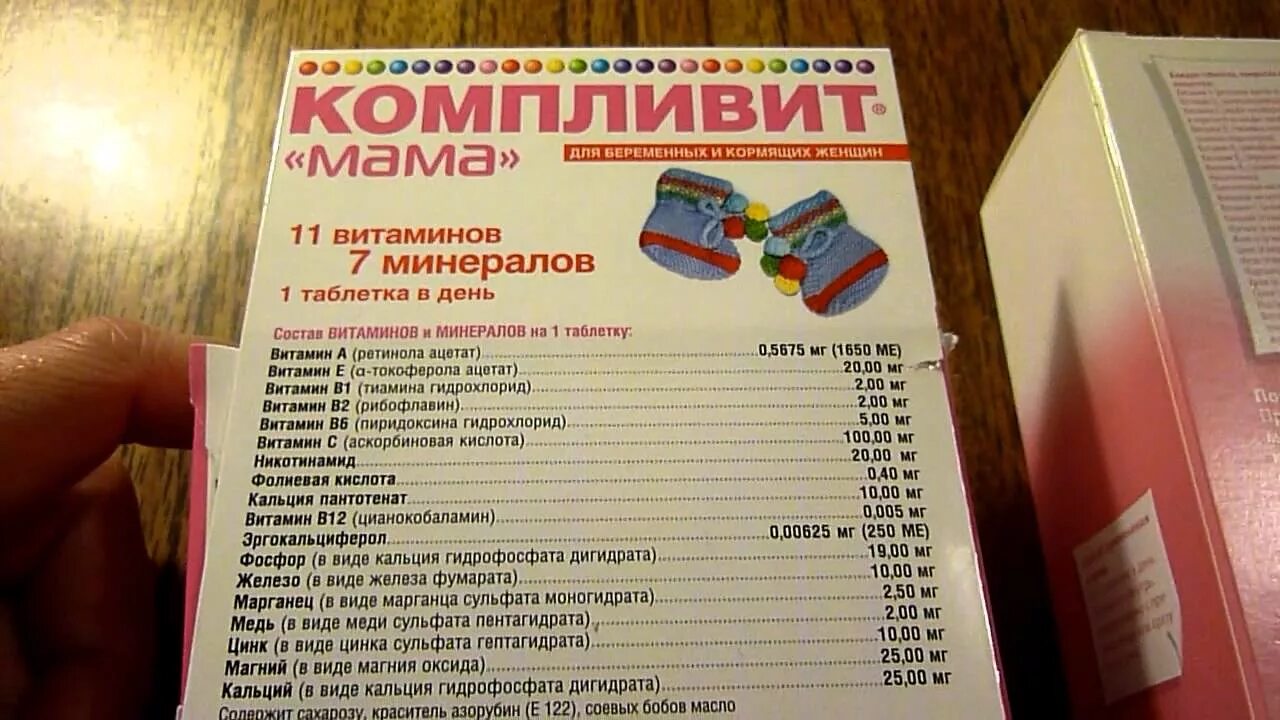 КОМПЛИВИТ®
«мама»
ДЛЯ БЕРЕМЕННЫХ И КОРМЯЩИХ ЖЕНЩИН
11 витаминов
7 минералов
1 таблетка в день
Состав ВИТАМИНОВ и МИНЕРАЛОВ на 1 таблетку:
Витамин А (ретинола ацетат)..........0,5675 мг (1650 МЕ)
Витамин Е (α-токоферола ацетат)..........20,00 мг
Витамин В1 (тиамина гидрохлорид)..........2,00 мг
Витамин В2 (рибофлавин)..........2,00 мг
Витамин В6 (пиридоксина гидрохлорид)..........5,00 мг
Витамин С (аскорбиновая кислота)..........100,00 мг
Никотинамид..........20,00 мг
Фолиевая кислота..........0,40 мг
Кальция пантотенат..........10,00 мг
Витамин В12 (цианокобаламин)..........0,005 мг
Эргокальциферол..........0,00625 мг (250 МЕ)
Фосфор (в виде кальция гидрофосфата дигидрата)..........19,00 мг
Железо (в виде железа фумарата)..........10,00 мг
Марганец (в виде марганца сульфата моногидрата)..........2,50 мг
Медь (в виде меди сульфата пентагидрата)..........2,00 мг
Цинк (в виде цинка сульфата гептагидрата)..........10,00 мг
Магний (в виде магния оксида)..........25,00 мг
Кальций (в виде кальция гидрофосфата дигидрата)..........25,00 мг
Содержит сахарозу, краситель азорубин (Е 122), соевых бобов масло